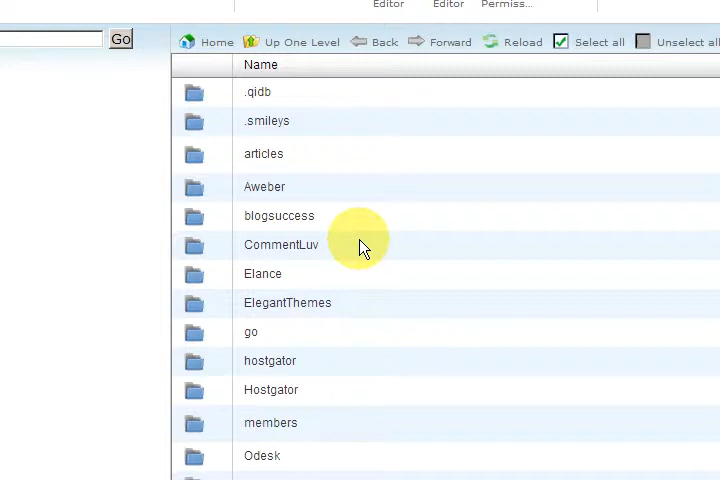 Editor Editor Permiss...
Go Home Up One Level Back Forward Reload Select all Unselect all
Name
.qidb
.smileys
articles
Aweber
blogsuccess
CommentLuv
Elance
ElegantThemes
go
hostgator
Hostgator
members
Odesk